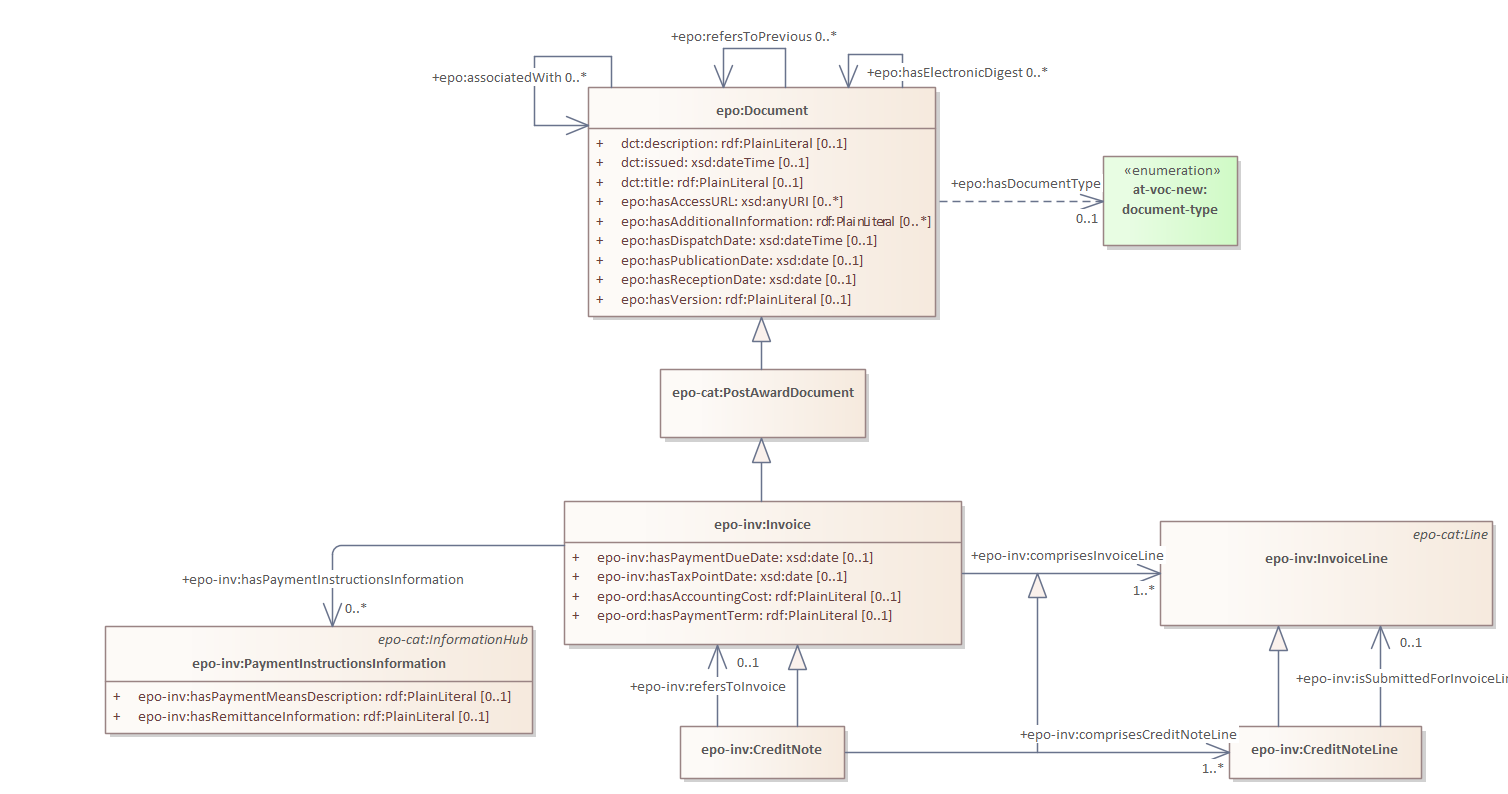 +epo:refersToPrevious 0..*
+epo:associatedWith 0..*
+epo:hasElectronicDigest 0..*
epo:Document
+ dct:description: rdf:PlainLiteral [0..1]
+ dct:issued: xsd:dateTime [0..1]
+ dct:title: rdf:PlainLiteral [0..1]
+ epo:hasAccessURL: xsd:anyURI [0..*]
+ epo:hasAdditionalInformation: rdf:PlainLiteral [0..*]
+ epo:hasDispatchDate: xsd:dateTime [0..1]
+ epo:hasPublicationDate: xsd:date [0..1]
+ epo:hasReceptionDate: xsd:date [0..1]
+ epo:hasVersion: rdf:PlainLiteral [0..1]
+epo:hasDocumentType
0..1
«enumeration»
at-voc-new:
document-type
epo-cat:PostAwardDocument
epo-inv:Invoice
+ epo-inv:hasPaymentDueDate: xsd:date [0..1]
+ epo-inv:hasTaxPointDate: xsd:date [0..1]
+ epo-ord:hasAccountingCost: rdf:PlainLiteral [0..1]
+ epo-ord:hasPaymentTerm: rdf:PlainLiteral [0..1]
+epo-inv:comprisesInvoiceLine
1..*
epo-cat:Line
epo-inv:InvoiceLine
+epo-inv:hasPaymentInstructionsInformation
0..*
epo-cat:InformationHub
epo-inv:PaymentInstructionsInformation
+ epo-inv:hasPaymentMeansDescription: rdf:PlainLiteral [0..1]
+ epo-inv:hasRemittanceInformation: rdf:PlainLiteral [0..1]
0..1
+epo-inv:refersToInvoice
0..1
+epo-inv:isSubmittedForInvoiceLi
epo-inv:CreditNote
+epo-inv:comprisesCreditNoteLine
1..*
epo-inv:CreditNoteLine